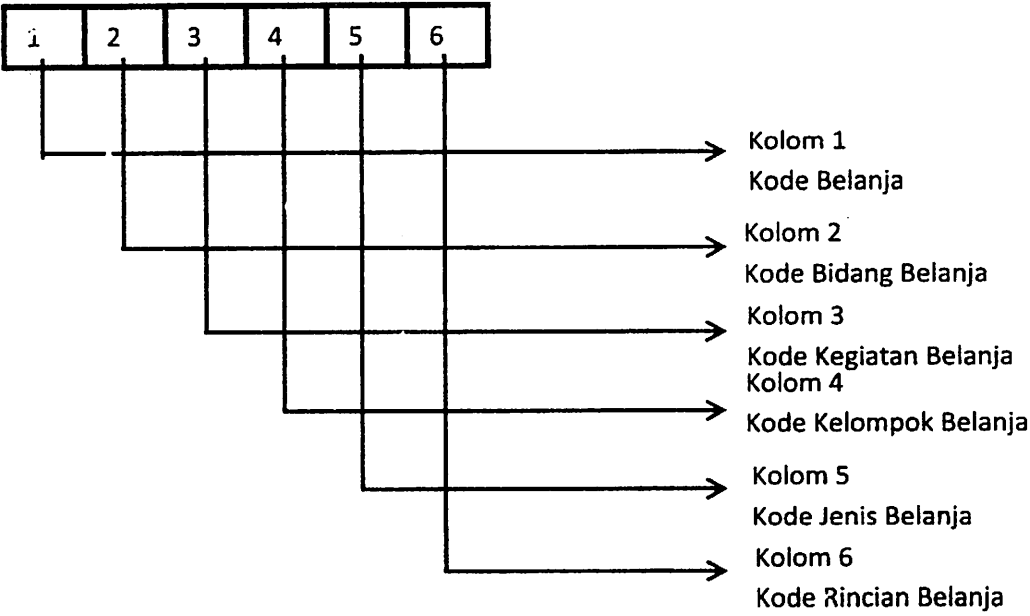 1 2 3 4 5 6
Kolom 1
Kode Belanja
Kolom 2
Kode Bidang Belanja
Kolom 3
Kode Kegiatan Belanja
Kolom 4
Kode Kelompok Belanja
Kolom 5
Kode Jenis Belanja
Kolom 6
Kode Rincian Belanja